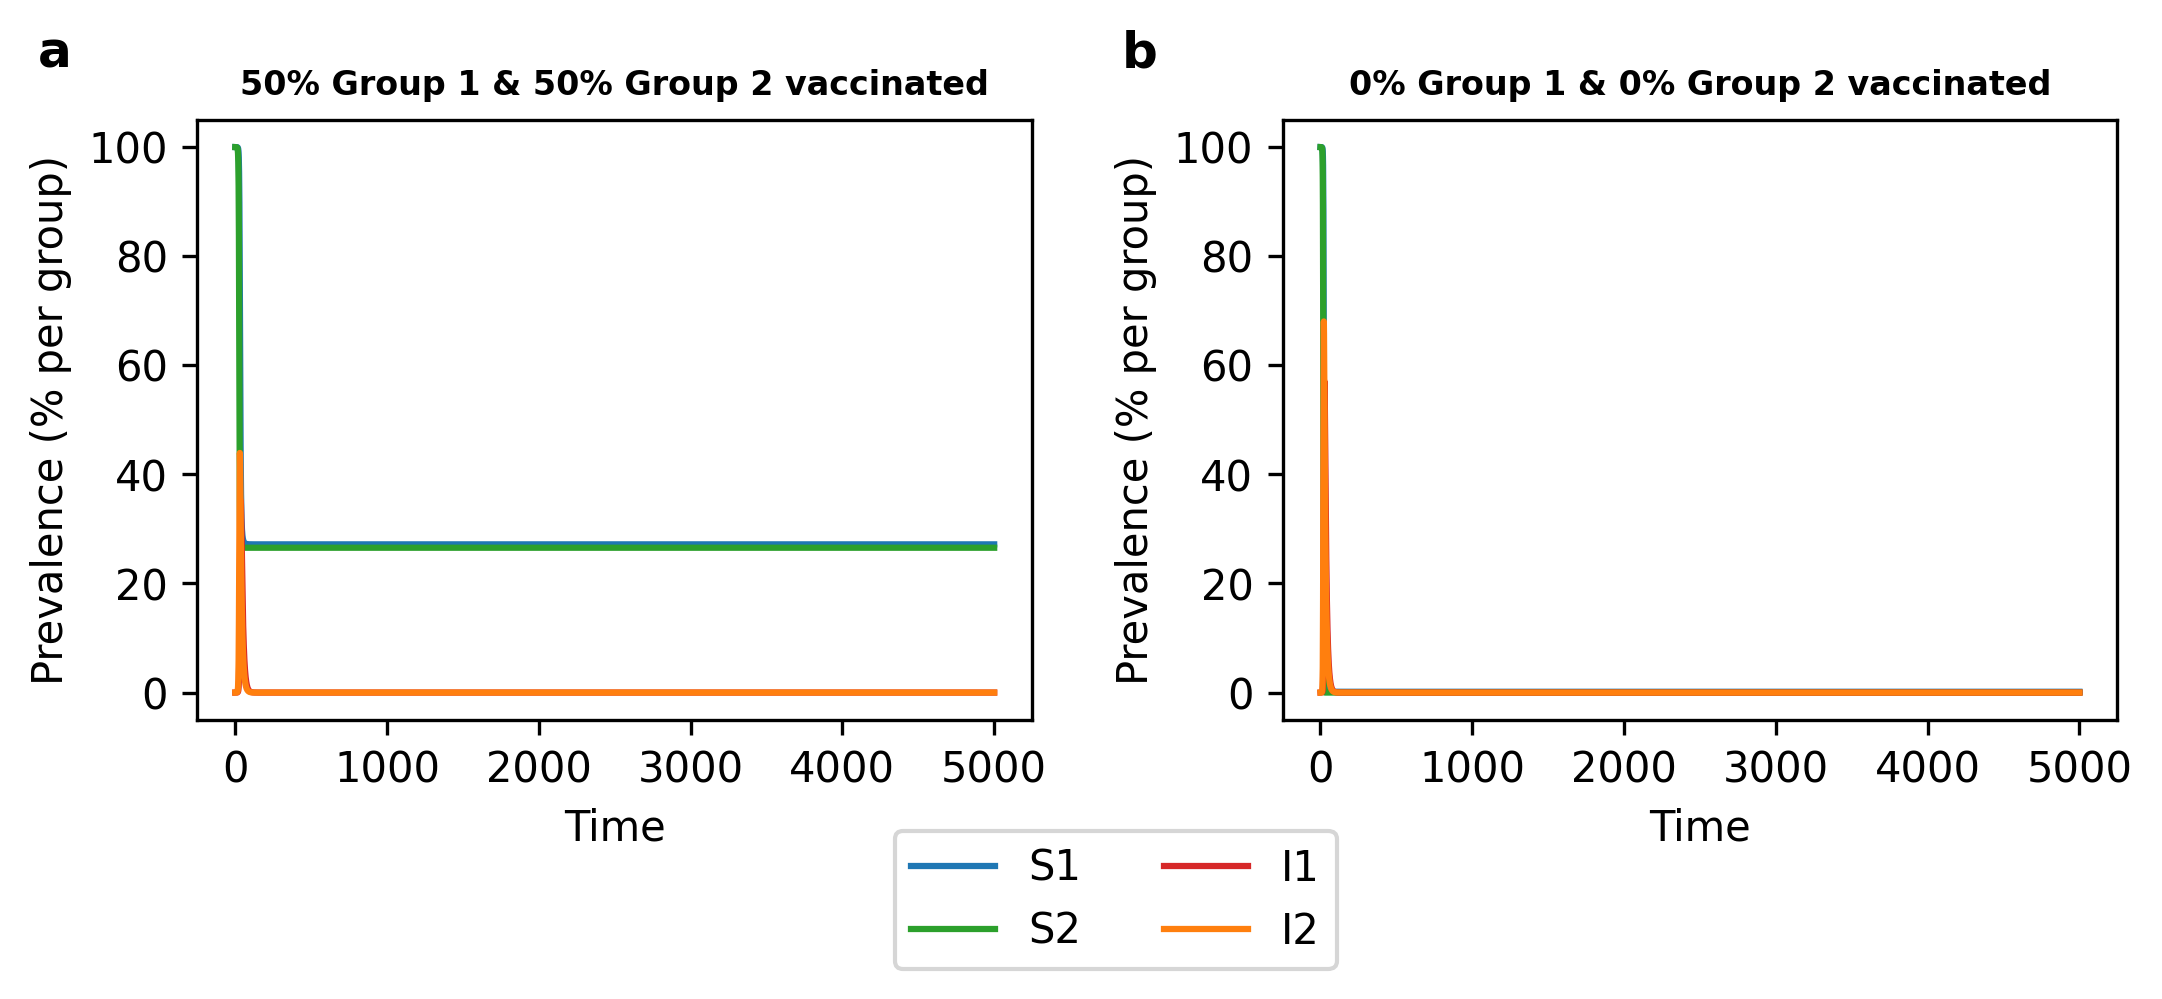 a
50% Group 1 & 50% Group 2 vaccinated
Prevalence (% per group)
100
80
60
40
20
0
0 1000 2000 3000 4000 5000
Time
b
0% Group 1 & 0% Group 2 vaccinated
Prevalence (% per group)
100
80
60
40
20
0
0 1000 2000 3000 4000 5000
Time
S1 I1
S2 I2